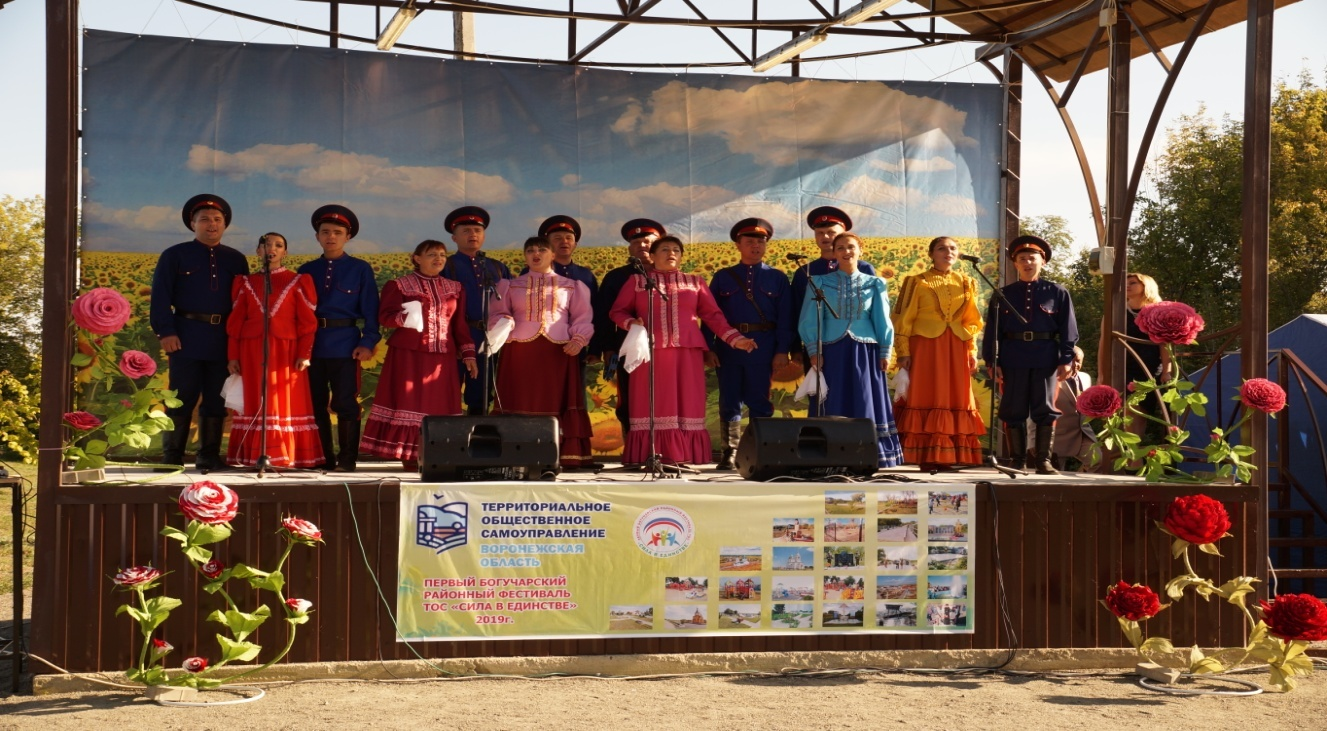 ТЕРРИТОРИАЛЬНОЕ
ОБЩЕСТВЕННОЕ
САМОУПРАВЛЕНИЕ
ВОРОНЕЖСКАЯ
ОБЛАСТЬ
ПЕРВЫЙ БОГУЧАРСКИЙ
РАЙОННЫЙ ФЕСТИВАЛЬ
ТОС «СИЛА В ЕДИНСТВЕ»
2019г.